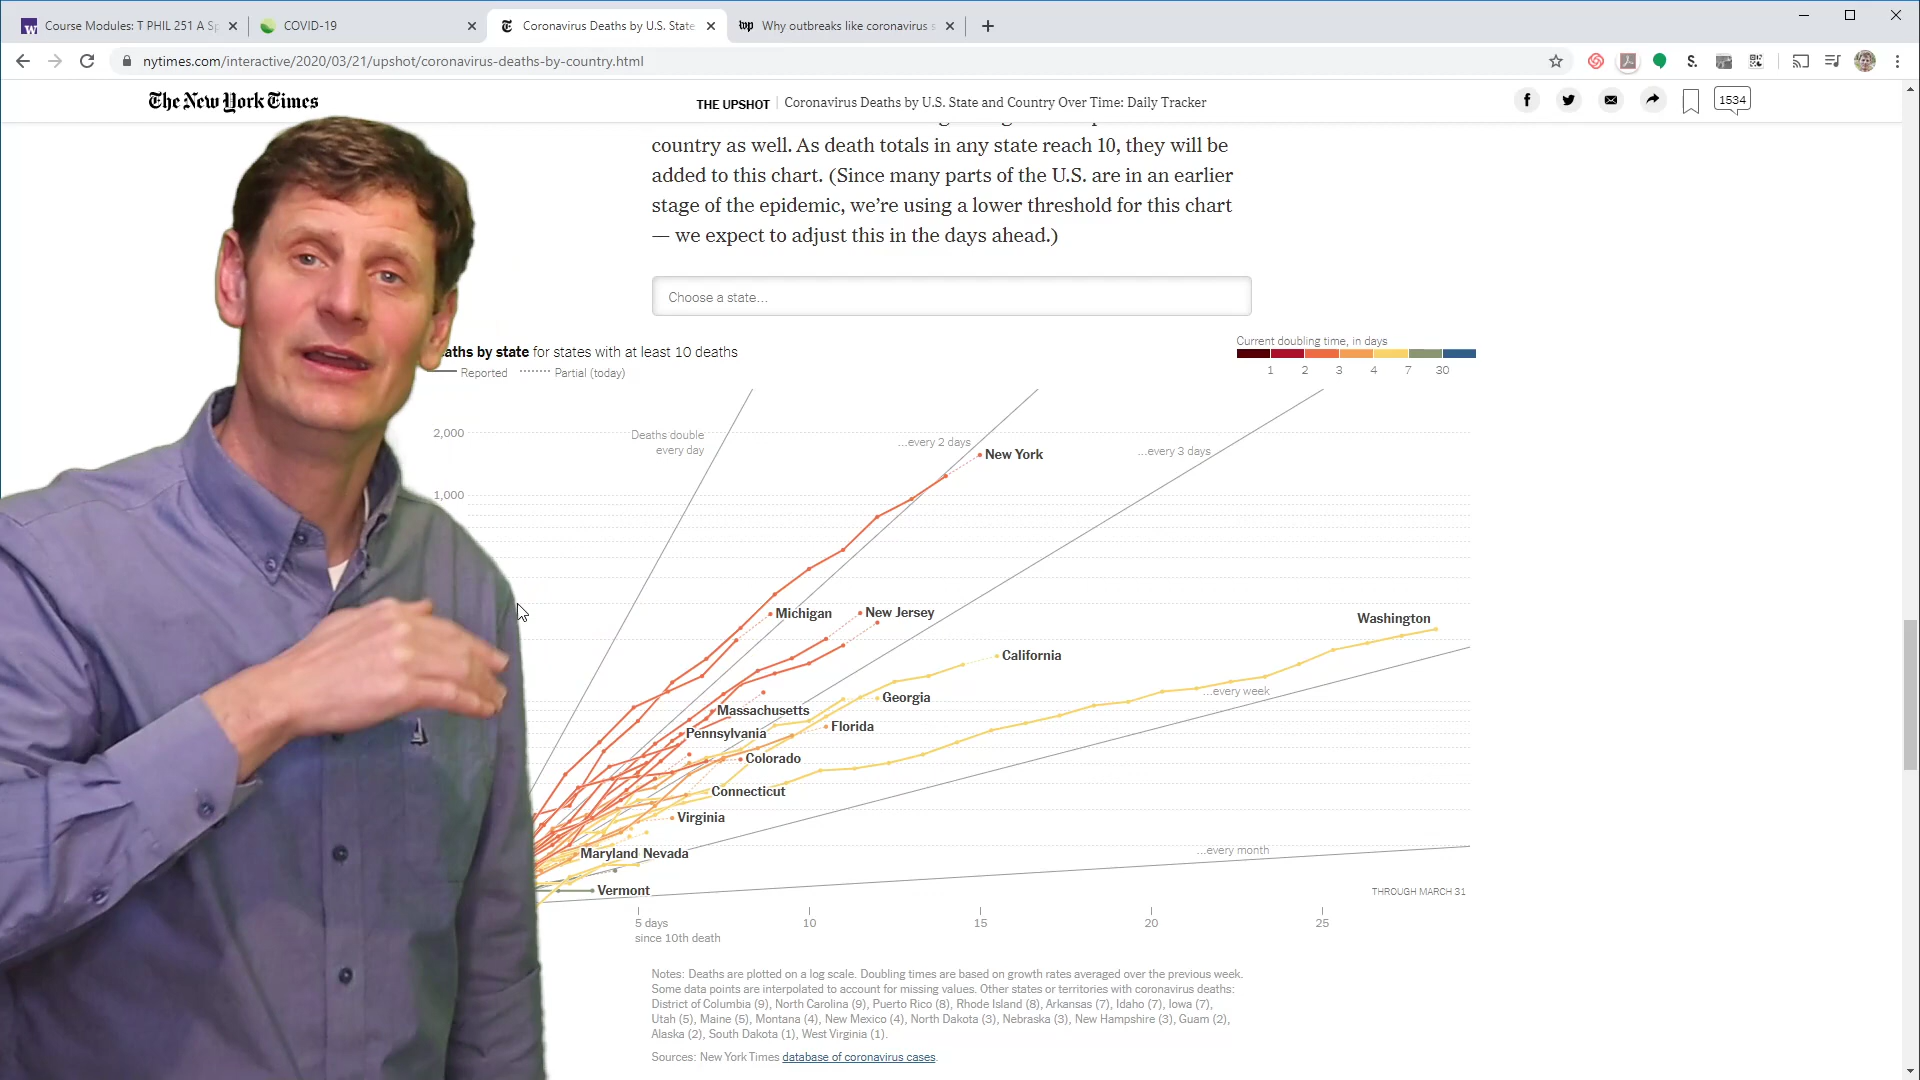 Course Modules: T PHIL 251 A Sp
COVID-19
Coronavirus Deaths by U.S. State
Why outbreaks like coronavirus s
nytimes.com/interactive/2020/03/21/upshot/coronavirus-deaths-by-country.html
The New York Times
THE UPSHOT | Coronavirus Deaths by U.S. State and Country Over Time: Daily Tracker
1534
country as well. As death totals in any state reach 10, they will be
added to this chart. (Since many parts of the U.S. are in an earlier
stage of the epidemic, we’re using a lower threshold for this chart
— we expect to adjust this in the days ahead.)
Choose a state...
Current doubling time, in days
1 2 3 4 7 30
aths by state for states with at least 10 deaths
Reported Partial (today)
2,000
1,000
Deaths double
every day
...every 2 days
...every 3 days
New York
Michigan
New Jersey
Washington
California
...every week
Georgia
Massachusetts
Florida
Pennsylvania
Colorado
Connecticut
Virginia
Maryland Nevada
...every month
Vermont
THROUGH MARCH 31
5 days
since 10th death
10
15
20
25
Notes: Deaths are plotted on a log scale. Doubling times are based on growth rates averaged over the previous week.
Some data points are interpolated to account for missing values. Other states or territories with coronavirus deaths:
District of Columbia (9), North Carolina (9), Puerto Rico (8), Rhode Island (8), Arkansas (7), Idaho (7), Iowa (7),
Utah (5), Maine (5), Montana (4), New Mexico (4), North Dakota (3), Nebraska (3), New Hampshire (3), Guam (2),
Alaska (2), South Dakota (1), West Virginia (1).
Sources: New York Times database of coronavirus cases.